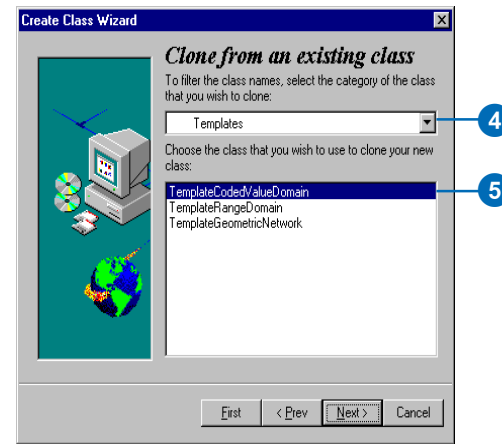 Create Class Wizard
Clone from an existing class
To filter the class names, select the category of the class
that you wish to clone:
Templates
4
Choose the class that you wish to use to clone your new
class:
TemplateCodedValueDomain
5
TemplateRangeDomain
TemplateGeometricNetwork
First
< Prev
Next >
Cancel